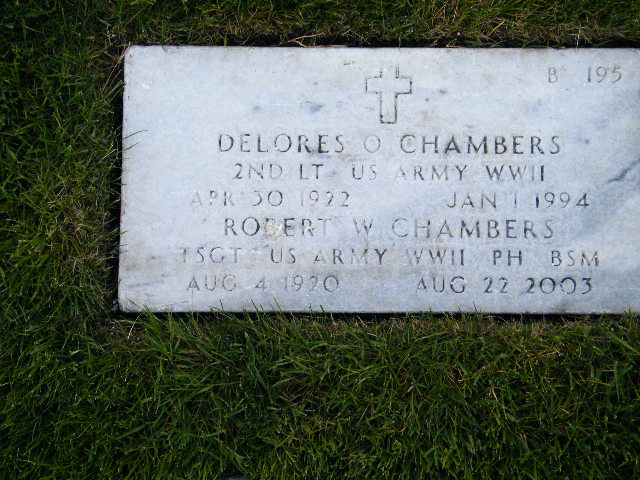 B 195
DELORES O CHAMBERS
2ND LT US ARMY WWII
APR 30 1922 JAN 1 1994
ROBERT W CHAMBERS
TSGT US ARMY WWII PH BSM
AUG 4 1920 AUG 22 2003